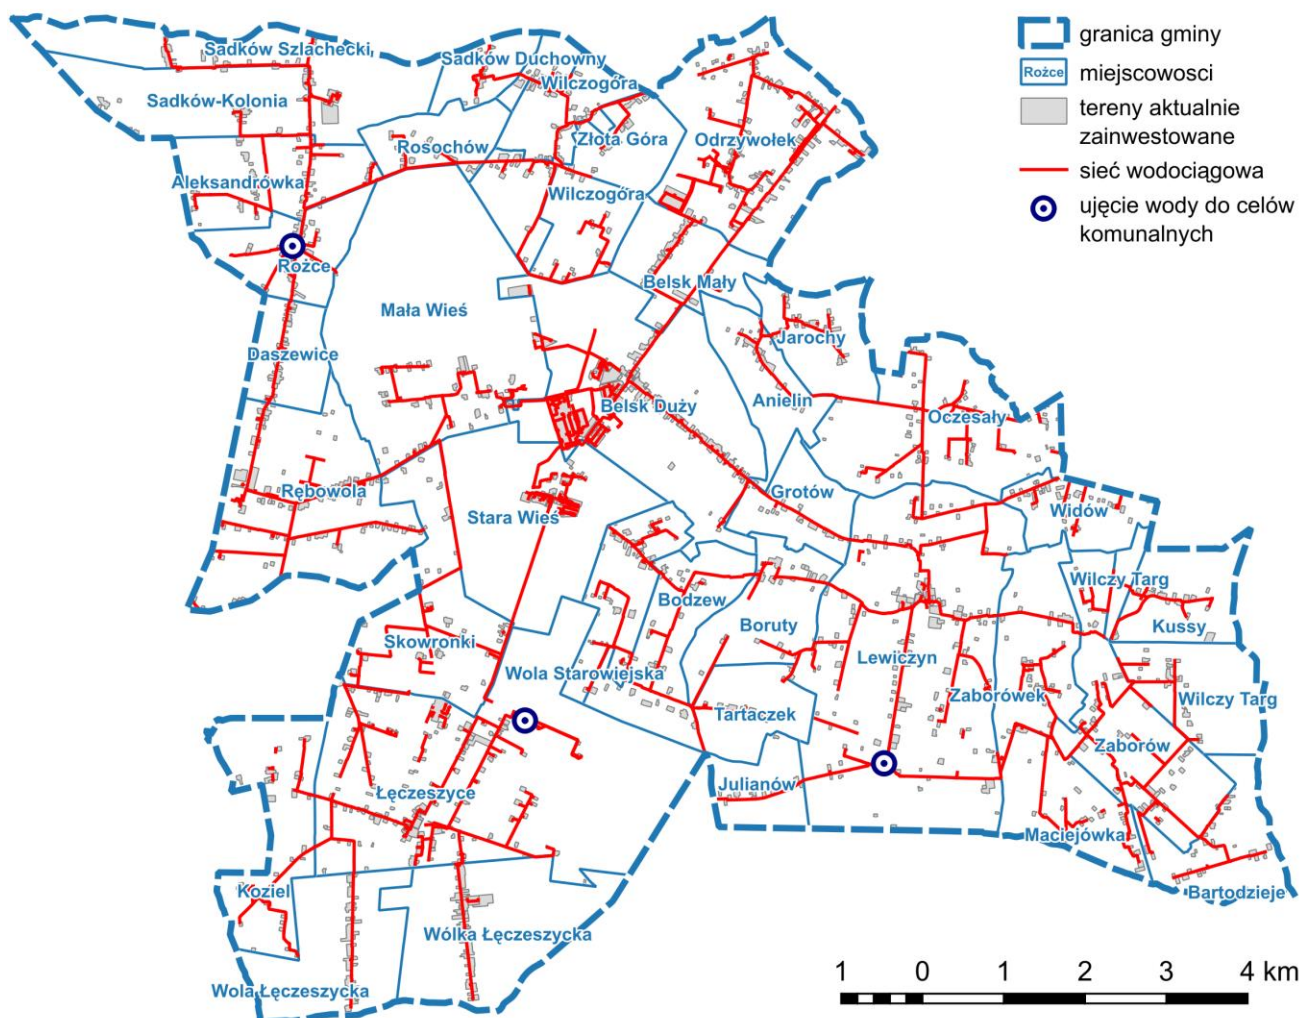 granica gminy
Rożce
miejscowosci
tereny aktualnie
zainwestowane
sieć wodociągowa
ujęcie wody do celów
komunalnych
Sadków Szlachecki
Sadków Duchowny
Wilczogóra
Sadków-Kolonia
Złota Góra
Odrzywołek
Rosochów
Aleksandrówka
Wilczogóra
Rożce
Belsk Mały
Mała Wieś
Jarochy
Daszewice
Anielin
Belsk Duży
Oczesały
Rębowola
Grotów
Stara Wieś
Widów
Wilczy Targ
Bodzew
Boruty
Kussy
Skowronki
Lewiczyn
Wola Starowiejska
Zaborówek
Wilczy Targ
Tartaczek
Zaborów
Julianów
Łęczeszyce
Maciejówka
Koziel
Bartodzieje
Wólka Łęczeszycka
Wola Łęczeszycka
1 0 1 2 3 4 km